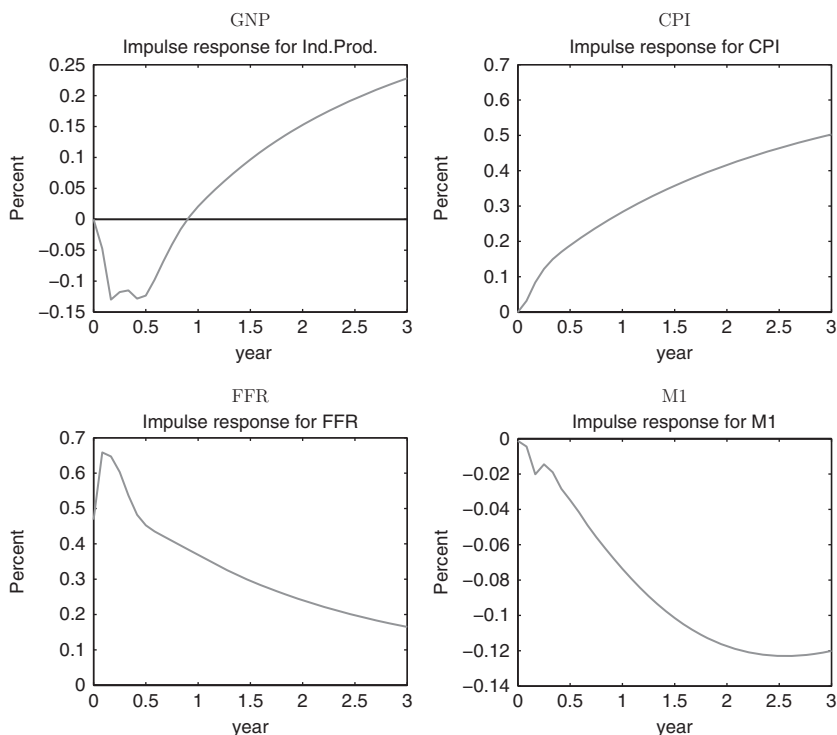 GNP
Impulse response for Ind.Prod.
0.25
0.2
0.15
0.1
0.05
0
−0.05
−0.1
−0.15
Percent
0 0.5 1 1.5 2 2.5 3
year
CPI
Impulse response for CPI
0.7
0.6
0.5
0.4
0.3
0.2
0.1
0
Percent
0 0.5 1 1.5 2 2.5 3
year
FFR
Impulse response for FFR
0.7
0.6
0.5
0.4
0.3
0.2
0.1
0
Percent
0 0.5 1 1.5 2 2.5 3
year
M1
Impulse response for M1
0
−0.02
−0.04
−0.06
−0.08
−0.1
−0.12
−0.14
Percent
0 0.5 1 1.5 2 2.5 3
year